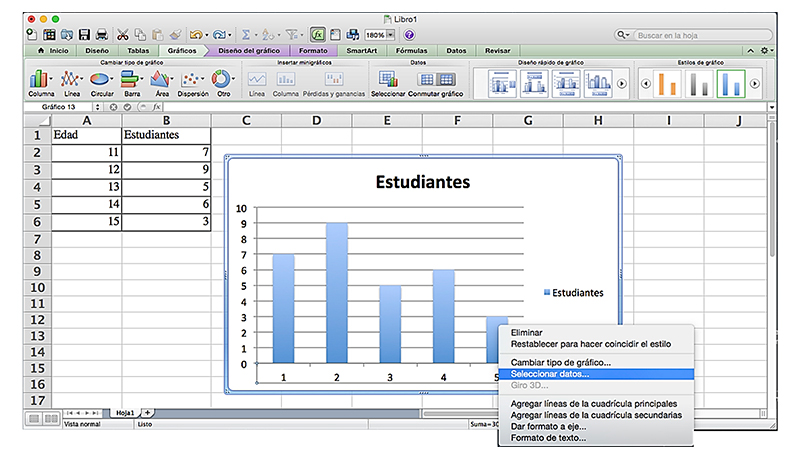 Libro1
180%
Buscar en la hoja
Inicio Diseño Tablas Gráficos Diseño del gráfico Formato SmartArt Fórmulas Datos Revisar
Cambiar tipo de gráfico Insertar minigráficos Datos Diseño rápido de gráfico Estilos de gráfico
Columna Línea Circular Barra Área Dispersión Otro Línea Columna Pérdidas y ganancias Seleccionar Conmutar gráfico
Gráfico 13 fx
A B C D E F G H I J
1 Edad Estudiantes
2 11 7
3 12 9
4 13 5
5 14 6
6 15 3
7
8
9
10
11
12
13
14
15
16
17
Estudiantes
10
9
8
7
6
5
4
3
2
1
0
1 2 3 4 5
Estudiantes
Eliminar
Restablecer para hacer coincidir el estilo
Cambiar tipo de gráfico...
Seleccionar datos...
Giro 3D...
Agregar líneas de la cuadrícula principales
Agregar líneas de la cuadrícula secundarias
Dar formato a eje...
Formato de texto...
Hoja1
Vista normal Listo Suma=30